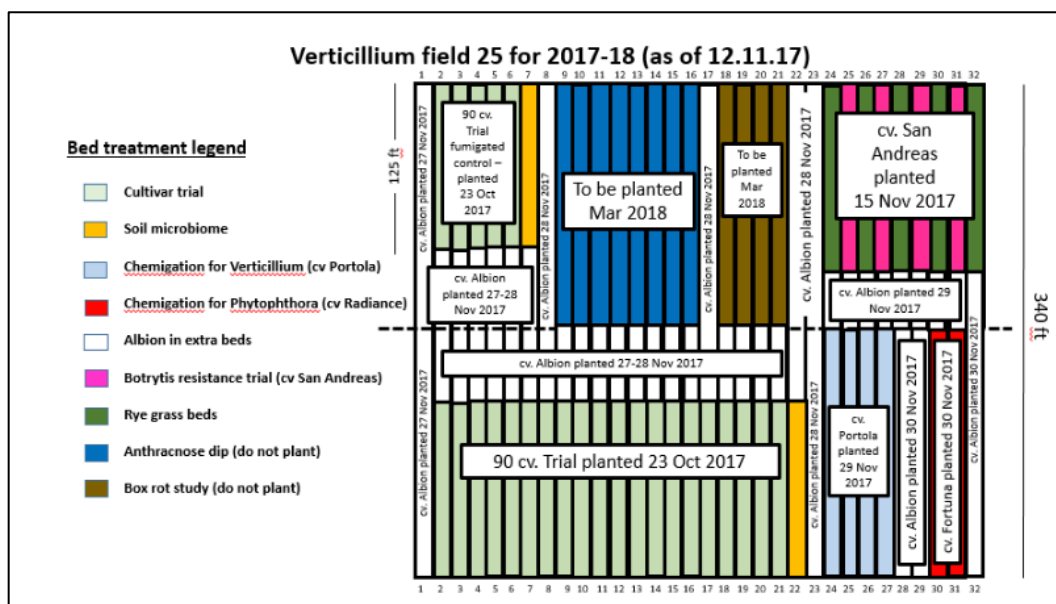 Verticillium field 25 for 2017-18 (as of 12.11.17)
1 2 3 4 5 6 7 8 9 10 11 12 13 14 15 16 17 18 19 20 21 22 23 24 25 26 27 28 29 30 31 32
Bed treatment legend
Cultivar trial
Soil microbiome
Chemigation for Verticillium (cv Portola)
Chemigation for Phytophthora (cv Radiance)
Albion in extra beds
Botrytis resistance trial (cv San Andreas)
Rye grass beds
Anthracnose dip (do not plant)
Box rot study (do not plant)
125 ft
cv. Albion planted 27 Nov 2017
90 cv.
Trial
fumigated
control –
planted
23 Oct
2017
cv. Albion
planted 27-28
Nov 2017
cv. Albion planted 28 Nov 2017
To be planted
Mar 2018
cv. Albion planted 28 Nov 2017
To be
planted
Mar
2018
cv. Albion planted 28 Nov 2017
cv. San
Andreas
planted
15 Nov 2017
cv. Albion planted 29
Nov 2017
340 ft
cv. Albion planted 27-28 Nov 2017
cv. Albion planted 27 Nov 2017
90 cv. Trial planted 23 Oct 2017
cv. Albion planted 28 Nov 2017
cv.
Portola
planted
29 Nov
2017
cv. Albion planted 30 Nov 2017
cv. Fortuna planted 30 Nov 2017
cv. Albion planted 30 Nov 2017
1 2 3 4 5 6 7 8 9 10 11 12 13 14 15 16 17 18 19 20 21 22 23 24 25 26 27 28 29 30 31 32